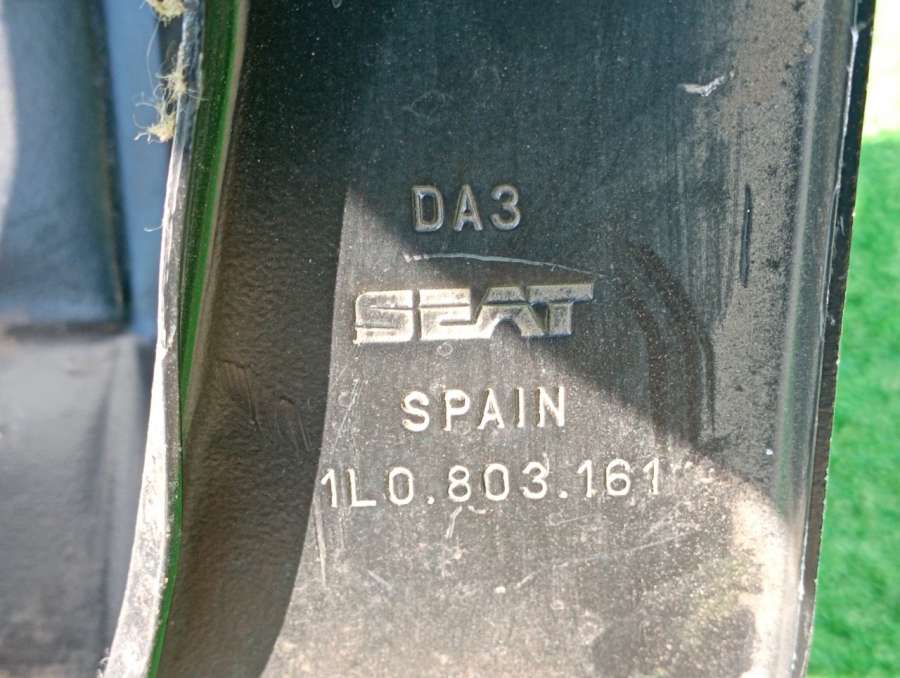 DA3
SEAT
SPAIN
1L0.803.161